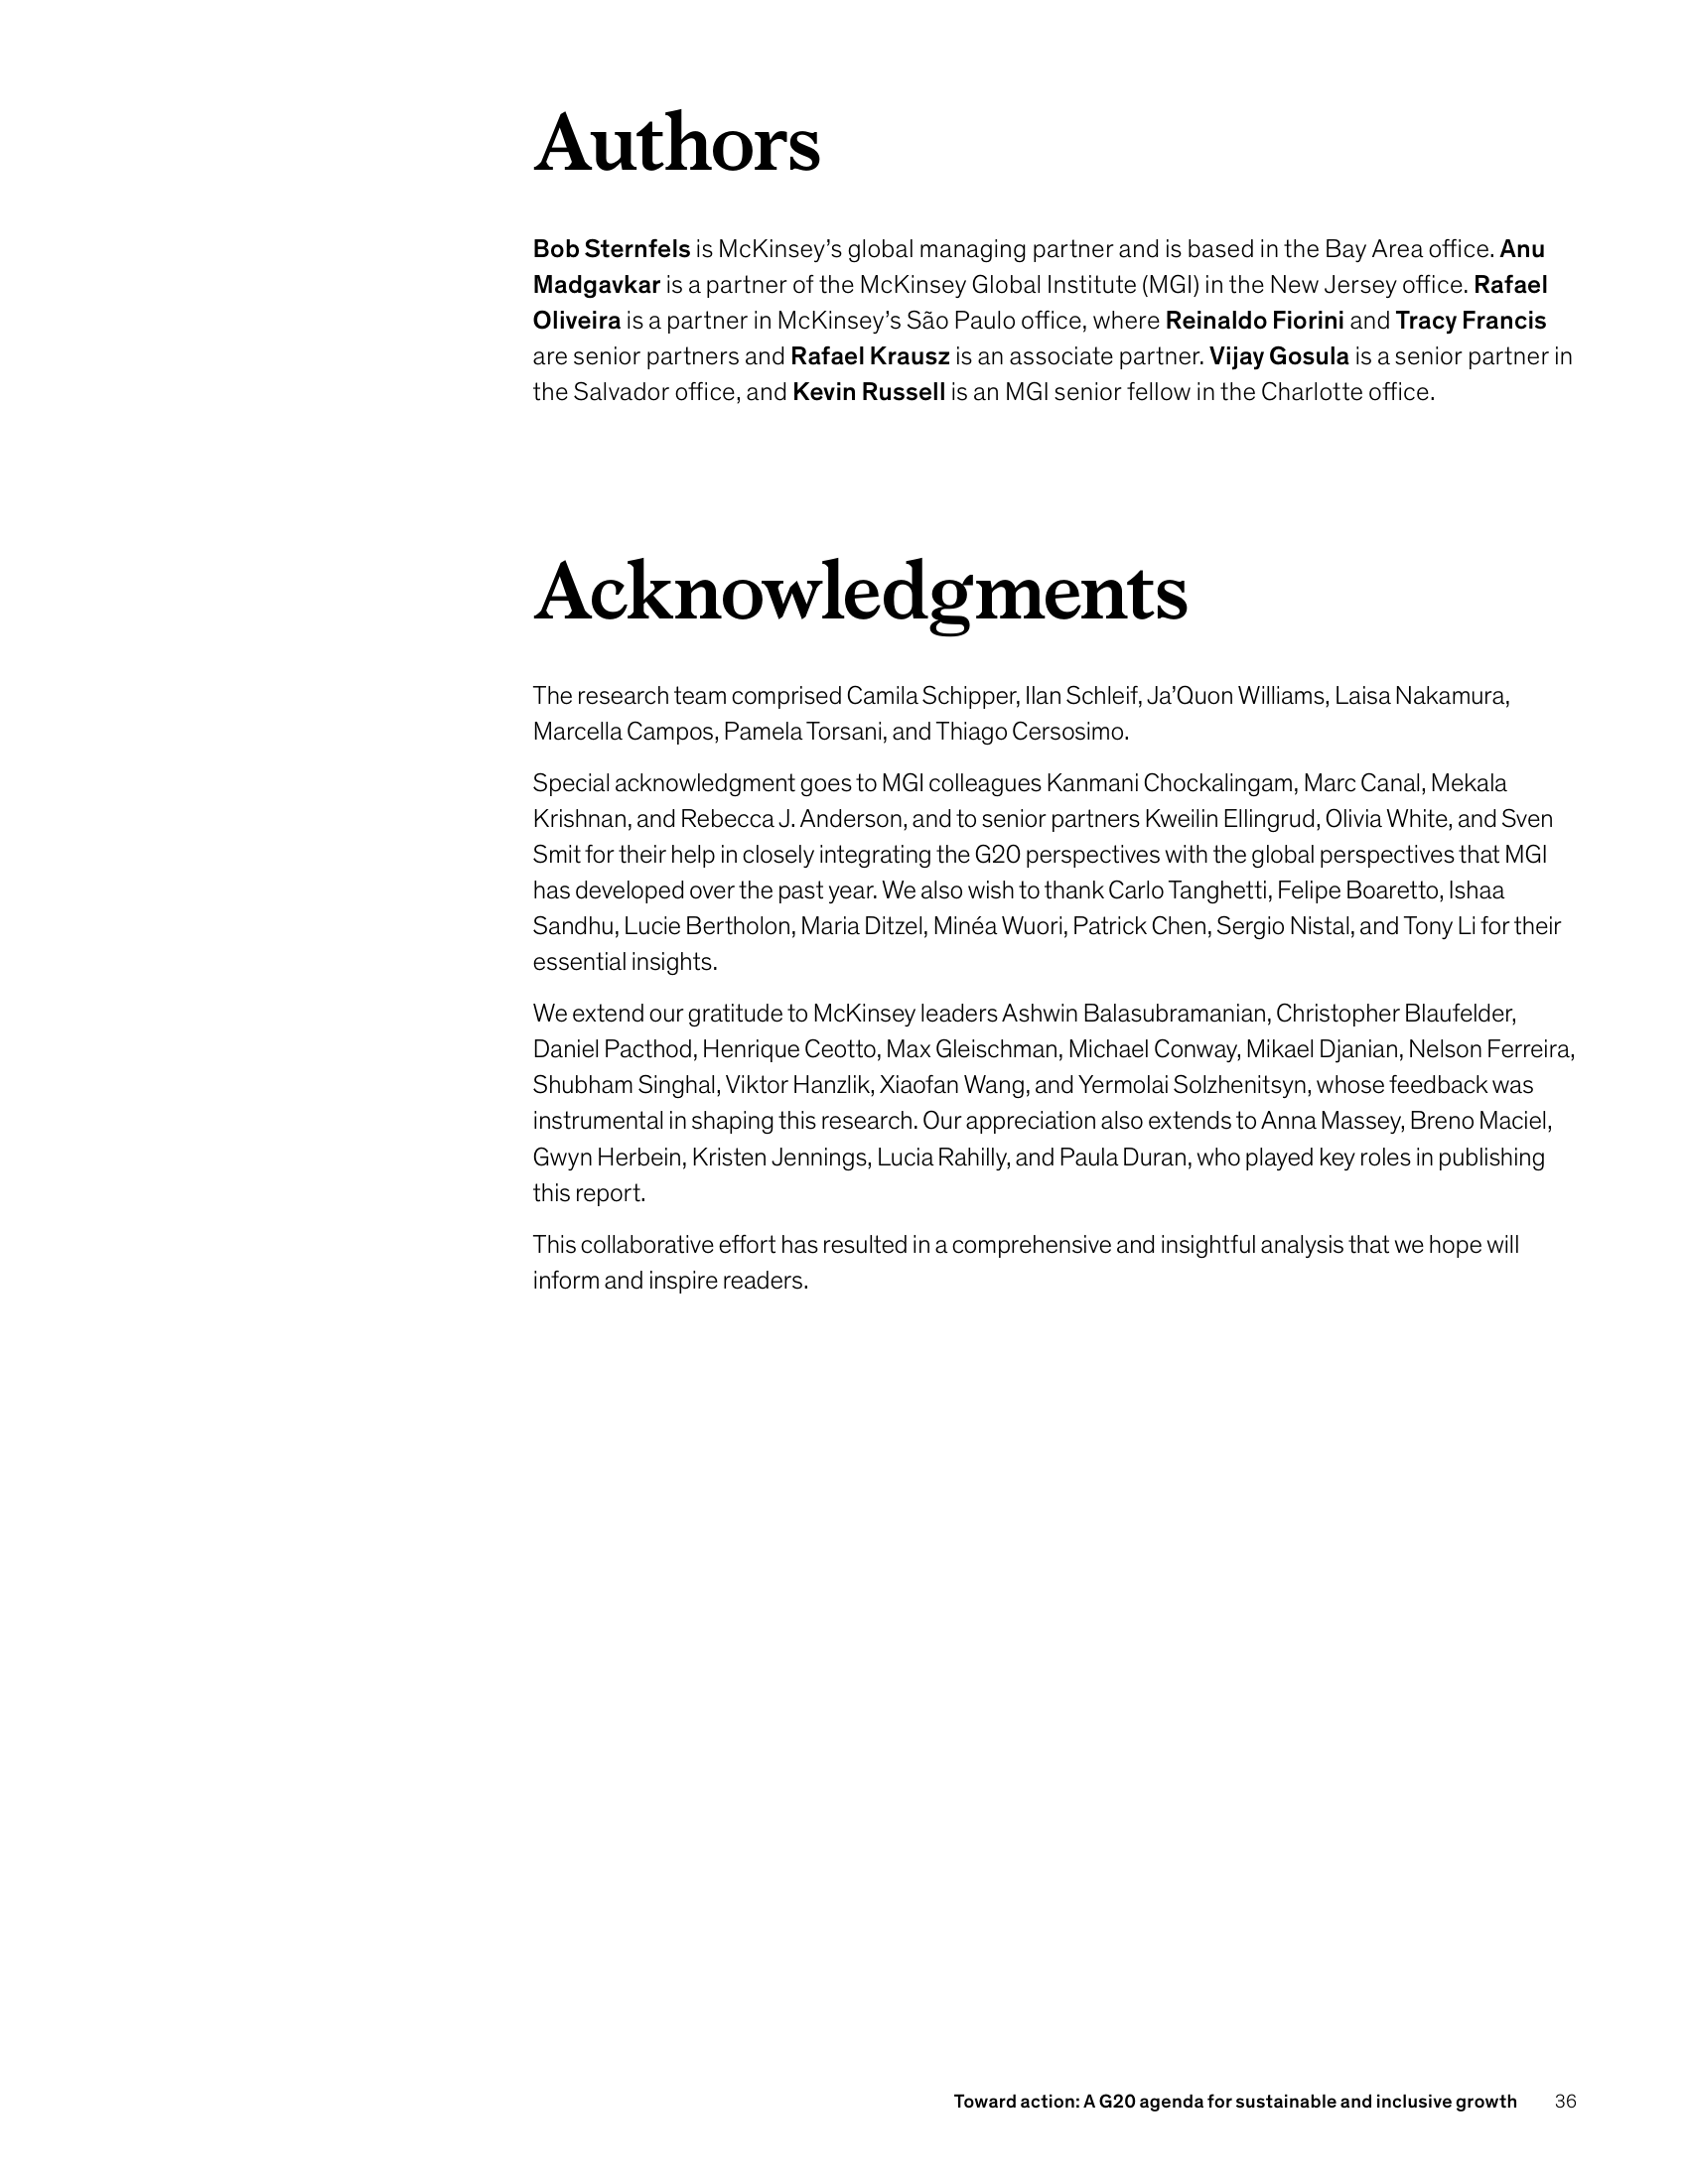 Authors
Bob Sternfels is McKinsey’s global managing partner and is based in the Bay Area office. Anu
Madgavkar is a partner of the McKinsey Global Institute (MGI) in the New Jersey office. Rafael
Oliveira is a partner in McKinsey’s São Paulo office, where Reinaldo Fiorini and Tracy Francis
are senior partners and Rafael Krausz is an associate partner. Vijay Gosula is a senior partner in
the Salvador office, and Kevin Russell is an MGI senior fellow in the Charlotte office.
Acknowledgments
The research team comprised Camila Schipper, Ilan Schleif, Ja’Quon Williams, Laisa Nakamura,
Marcella Campos, Pamela Torsani, and Thiago Cersosimo.
Special acknowledgment goes to MGI colleagues Kanmani Chockalingam, Marc Canal, Mekala
Krishnan, and Rebecca J. Anderson, and to senior partners Kweilin Ellingrud, Olivia White, and Sven
Smit for their help in closely integrating the G20 perspectives with the global perspectives that MGI
has developed over the past year. We also wish to thank Carlo Tanghetti, Felipe Boaretto, Ishaa
Sandhu, Lucie Bertholon, Maria Ditzel, Minéa Wuori, Patrick Chen, Sergio Nistal, and Tony Li for their
essential insights.
We extend our gratitude to McKinsey leaders Ashwin Balasubramanian, Christopher Blaufelder,
Daniel Pacthod, Henrique Ceotto, Max Gleischman, Michael Conway, Mikael Djanian, Nelson Ferreira,
Shubham Singhal, Viktor Hanzlik, Xiaofan Wang, and Yermolai Solzhenitsyn, whose feedback was
instrumental in shaping this research. Our appreciation also extends to Anna Massey, Breno Maciel,
Gwyn Herbein, Kristen Jennings, Lucia Rahilly, and Paula Duran, who played key roles in publishing
this report.
This collaborative effort has resulted in a comprehensive and insightful analysis that we hope will
inform and inspire readers.
Toward action: A G20 agenda for sustainable and inclusive growth 36